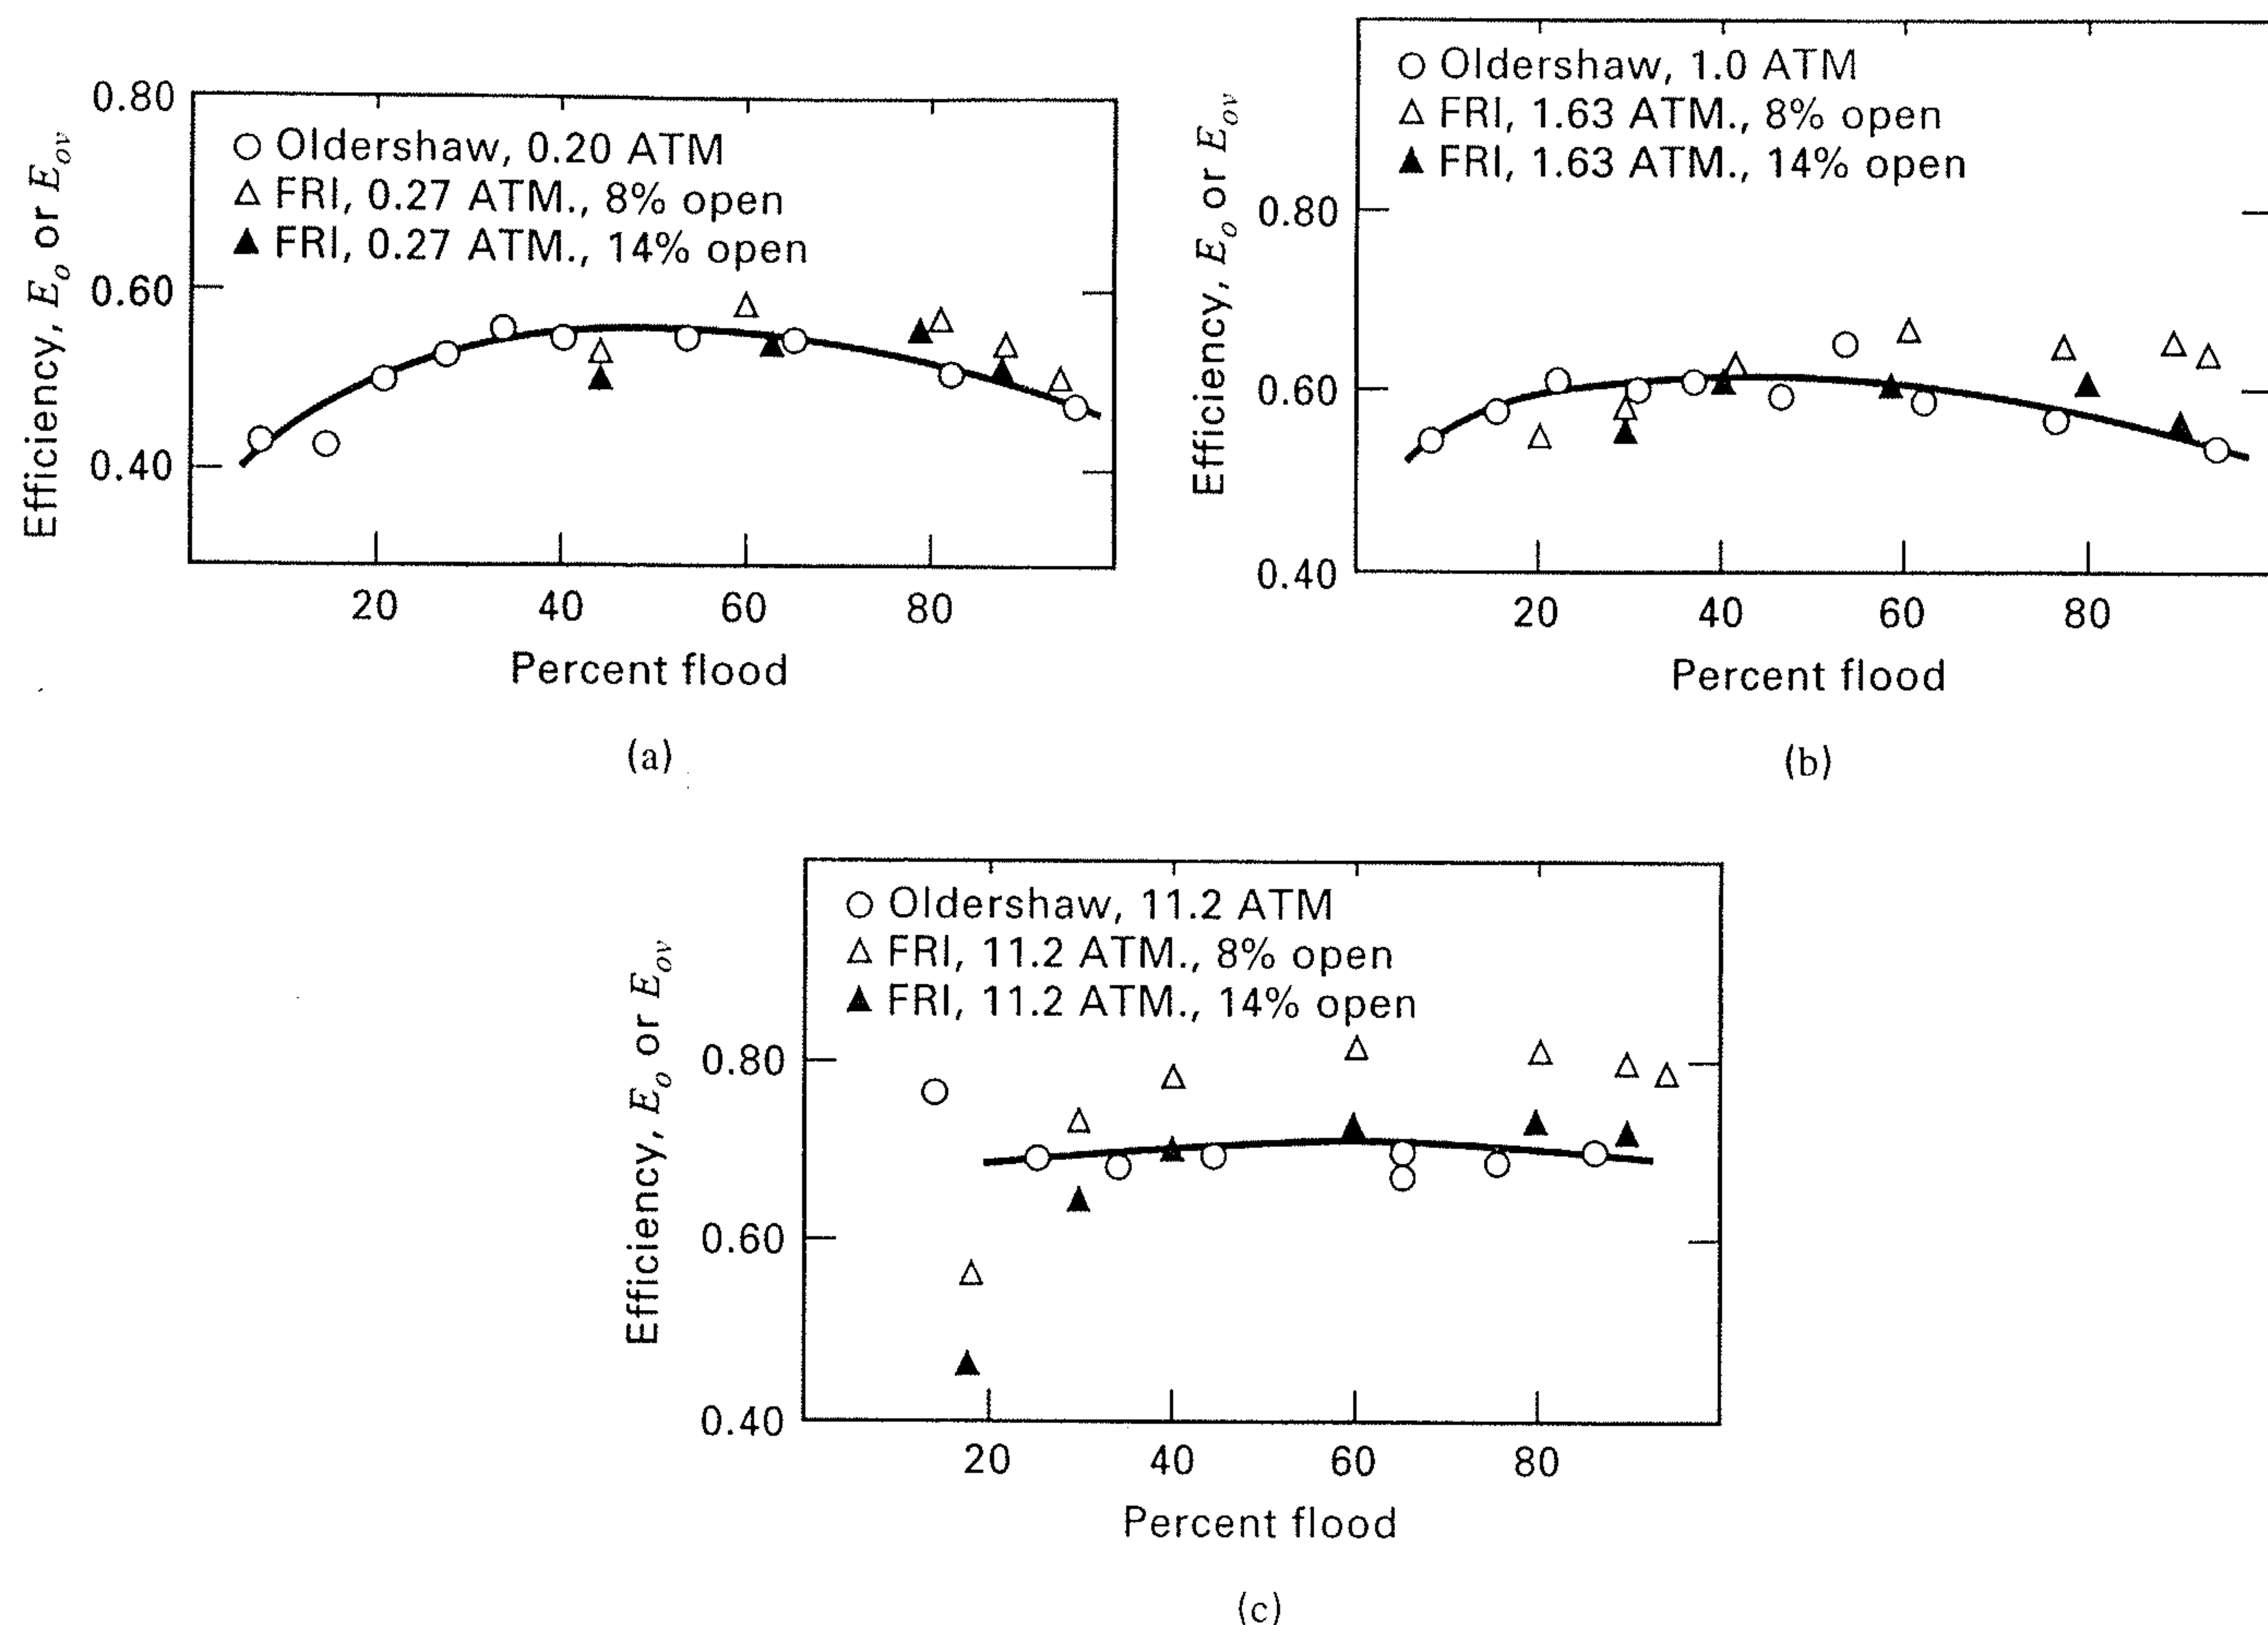 ○ Oldershaw, 0.20 ATM
△ FRI, 0.27 ATM., 8% open
▲ FRI, 0.27 ATM., 14% open
Efficiency, E_o or E_ov
0.80
0.60
0.40
20 40 60 80
Percent flood
(a)
○ Oldershaw, 1.0 ATM
△ FRI, 1.63 ATM., 8% open
▲ FRI, 1.63 ATM., 14% open
Efficiency, E_o or E_ov
0.80
0.60
0.40
20 40 60 80
Percent flood
(b)
○ Oldershaw, 11.2 ATM
△ FRI, 11.2 ATM., 8% open
▲ FRI, 11.2 ATM., 14% open
Efficiency, E_o or E_ov
0.80
0.60
0.40
20 40 60 80
Percent flood
(c)